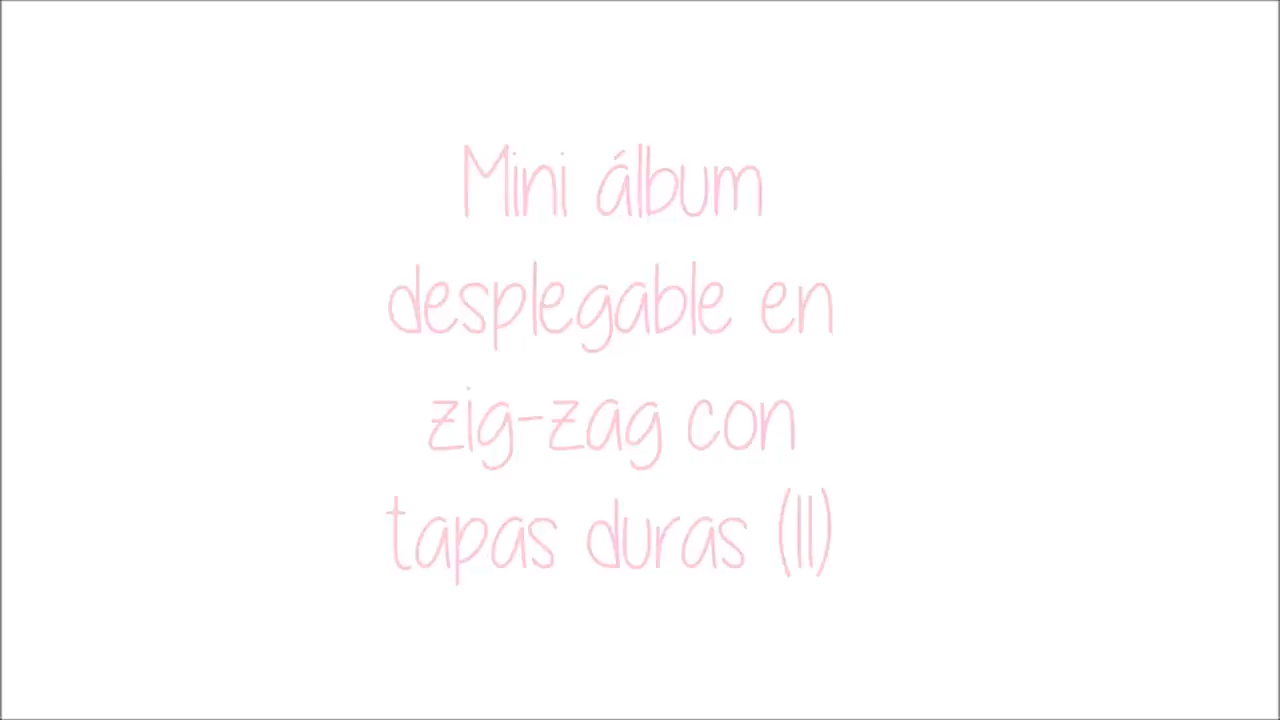 Mini álbum
desplegable en
zig-zag con
tapas duras (II)